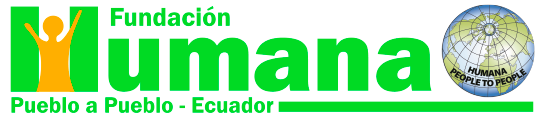 Fundación
Humana
HUMANA
PEOPLE TO PEOPLE
Pueblo a Pueblo - Ecuador